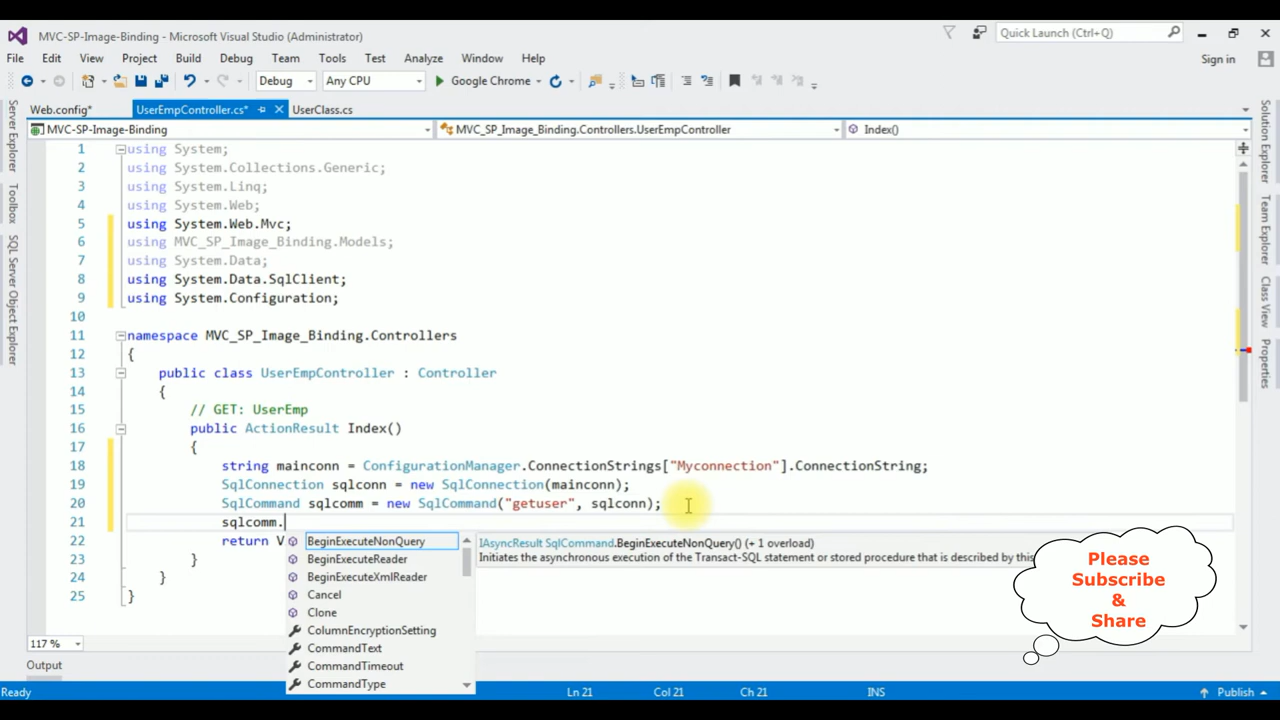 MVC-SP-Image-Binding - Microsoft Visual Studio (Administrator)
Quick Launch (Ctrl+Q)
File Edit View Project Build Debug Team Tools Test Analyze Window Help
Sign in
Debug Any CPU Google Chrome
Web.config* UserEmpController.cs* UserClass.cs
MVC-SP-Image-Binding MVC_SP_Image_Binding.Controllers.UserEmpController Index()
Server Explorer
Toolbox
SQL Server Object Explorer
1 using System;
2 using System.Collections.Generic;
3 using System.Linq;
4 using System.Web;
5 using System.Web.Mvc;
6 using MVC_SP_Image_Binding.Models;
7 using System.Data;
8 using System.Data.SqlClient;
9 using System.Configuration;
10
11 namespace MVC_SP_Image_Binding.Controllers
12 {
13 public class UserEmpController : Controller
14 {
15 // GET: UserEmp
16 public ActionResult Index()
17 {
18 string mainconn = ConfigurationManager.ConnectionStrings["Myconnection"].ConnectionString;
19 SqlConnection sqlconn = new SqlConnection(mainconn);
20 SqlCommand sqlcomm = new SqlCommand("getuser", sqlconn);
21 sqlcomm.
22 return V
23 }
24 }
25 }
BeginExecuteNonQuery
BeginExecuteReader
BeginExecuteXmlReader
Cancel
Clone
ColumnEncryptionSetting
CommandText
CommandTimeout
CommandType
IAsyncResult SqlCommand.BeginExecuteNonQuery() (+ 1 overload)
Initiates the asynchronous execution of the Transact-SQL statement or stored procedure that is described by this
Please
Subscribe
&
Share
Solution Explorer
Team Explorer
Class View
Properties
117 %
Output
Ready Ln 21 Col 21 Ch 21 INS Publish